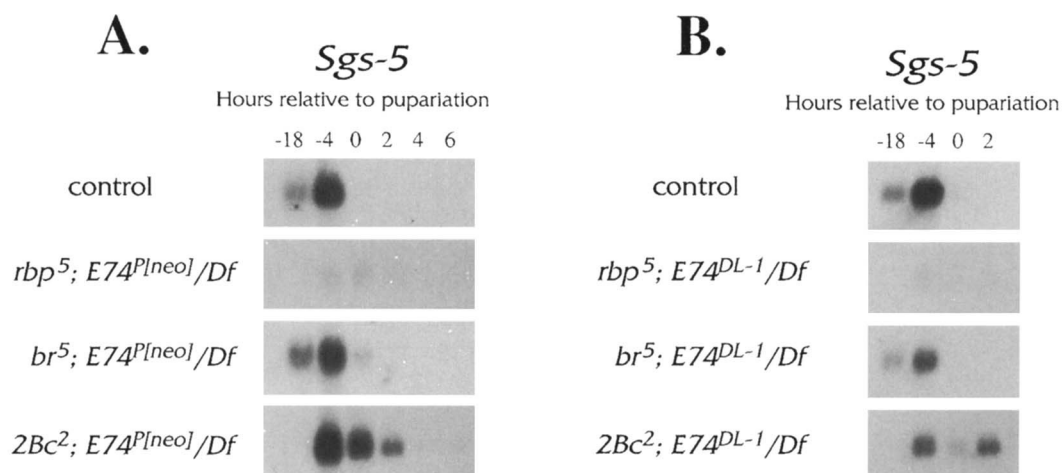 A.
Sgs-5
Hours relative to pupariation
-18 -4 0 2 4 6
control
rbp⁵; E74ᴾ[ⁿᵉᵒ]/Df
br⁵; E74ᴾ[ⁿᵉᵒ]/Df
2Bc²; E74ᴾ[ⁿᵉᵒ]/Df
B.
Sgs-5
Hours relative to pupariation
-18 -4 0 2
control
rbp⁵; E74ᴰᴸ⁻¹/Df
br⁵; E74ᴰᴸ⁻¹/Df
2Bc²; E74ᴰᴸ⁻¹/Df